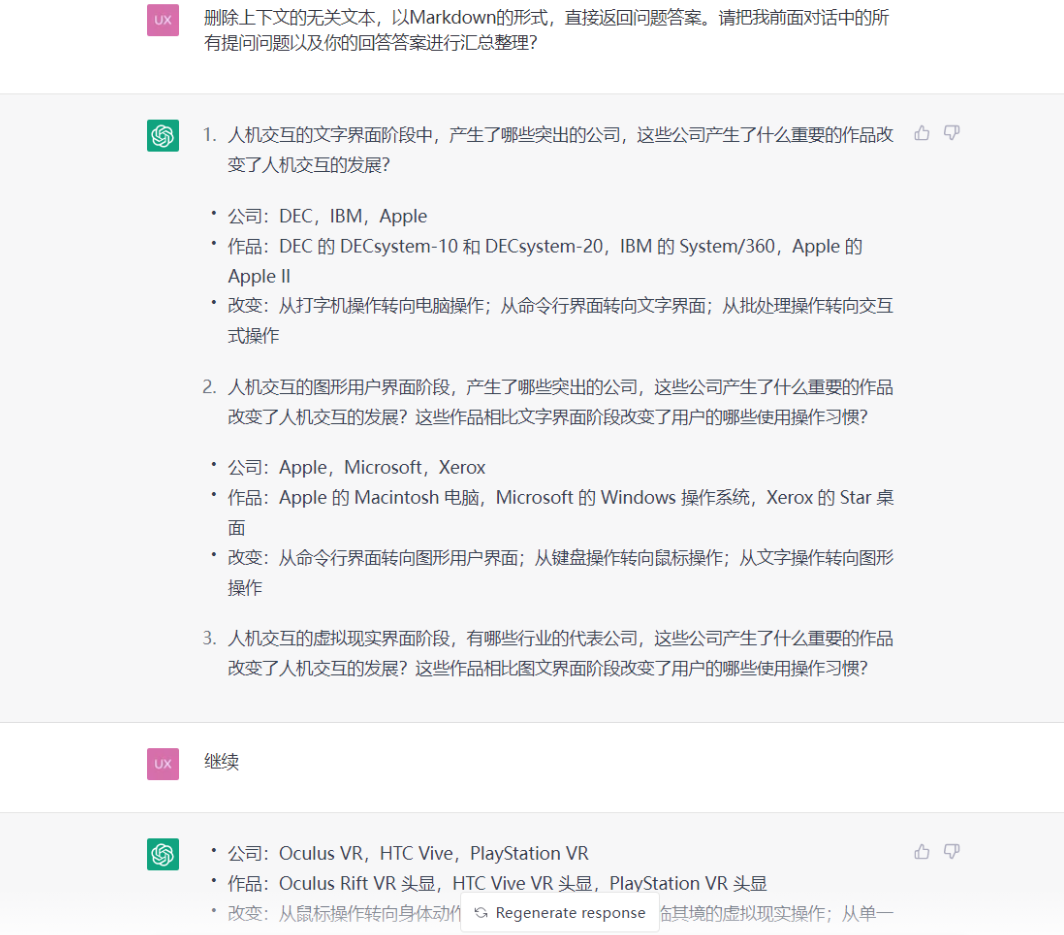 UX
删除上下文的无关文本，以Markdown的形式，直接返回问题答案。请把我前面对话中的所
有提问问题以及你的回答答案进行汇总整理?
1. 人机交互的文字界面阶段中，产生了哪些突出的公司，这些公司产生了什么重要的作品改
变了人机交互的发展?
• 公司：DEC，IBM，Apple
• 作品：DEC 的 DECsystem-10 和 DECsystem-20，IBM 的 System/360，Apple 的
Apple II
• 改变：从打字机操作转向电脑操作；从命令行界面转向文字界面；从批处理操作转向交互
式操作
2. 人机交互的图形用户界面阶段，产生了哪些突出的公司，这些公司产生了什么重要的作品
改变了人机交互的发展？这些作品相比文字界面阶段改变了用户的哪些使用操作习惯?
• 公司：Apple，Microsoft，Xerox
• 作品：Apple 的 Macintosh 电脑，Microsoft 的 Windows 操作系统，Xerox 的 Star 桌
面
• 改变：从命令行界面转向图形用户界面；从键盘操作转向鼠标操作；从文字操作转向图形
操作
3. 人机交互的虚拟现实界面阶段，有哪些行业的代表公司，这些公司产生了什么重要的作品
改变了人机交互的发展？这些作品相比图文界面阶段改变了用户的哪些使用操作习惯?
UX
继续
• 公司：Oculus VR，HTC Vive，PlayStation VR
• 作品：Oculus Rift VR 头显，HTC Vive VR 头显，PlayStation VR 头显
• 改变：从鼠标操作转向身体动作 其境的虚拟现实操作；从单一
Regenerate response